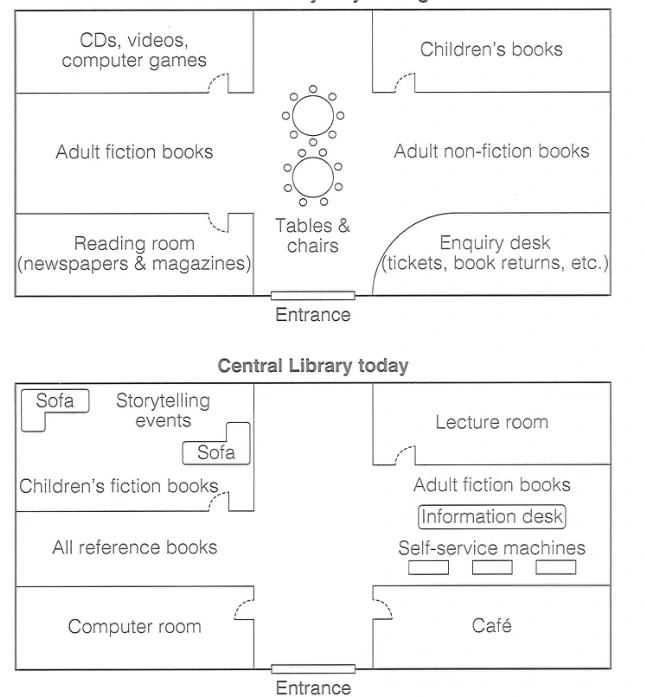 CDs, videos,
computer games
Children's books
Adult fiction books
Adult non-fiction books
Tables &
chairs
Reading room
(newspapers & magazines)
Enquiry desk
(tickets, book returns, etc.)
Entrance
Central Library today
Sofa
Storytelling
events
Sofa
Children's fiction books
Lecture room
Adult fiction books
Information desk
All reference books
Self-service machines
Computer room
Café
Entrance